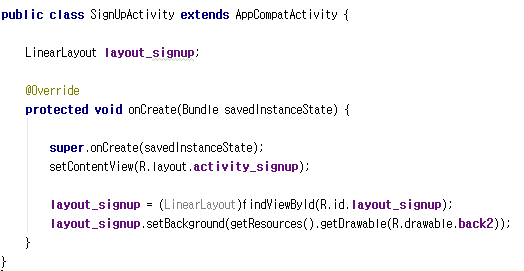 public class SignUpActivity extends AppCompatActivity {
LinearLayout layout_signup;
@Override
protected void onCreate(Bundle savedInstanceState) {
super.onCreate(savedInstanceState);
setContentView(R.layout.activity_signup);
layout_signup = (LinearLayout)findViewById(R.id.layout_signup);
layout_signup.setBackground(getResources().getDrawable(R.drawable.back2));
}
}